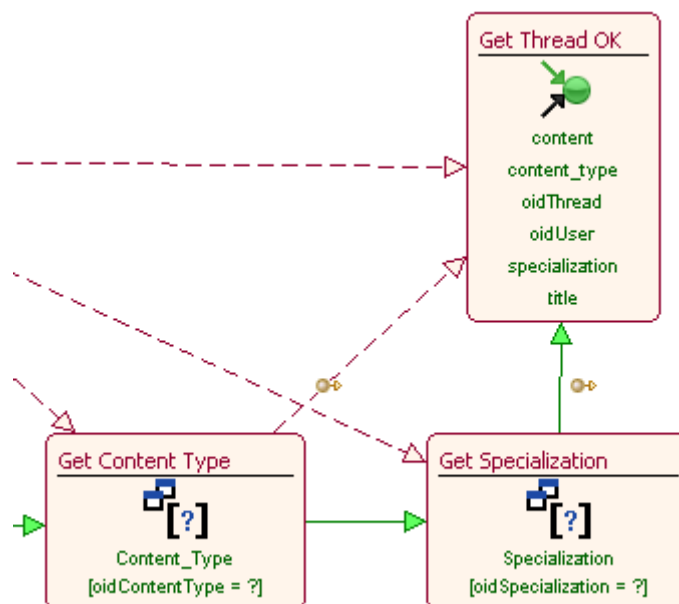 Get Thread OK
content
content_type
oidThread
oidUser
specialization
title
Get Content Type
[?]
Content_Type
[oidContentType = ?]
Get Specialization
[?]
Specialization
[oidSpecialization = ?]